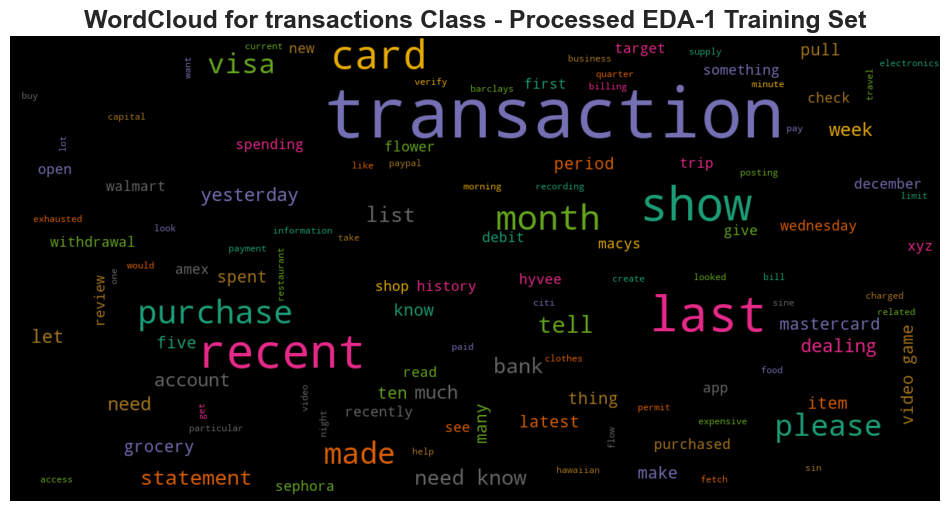 WordCloud for transactions Class - Processed EDA-1 Training Set
current
new
card
target
supply
pull
want
visa
business
something
electronics
verify
barclays
first
quarter
billing
minute
travel
buy
transaction
check
capital
pay
week
lot
spending
flower
open
like
paypal
period
trip
posting
walmart
yesterday
morning
recording
show
december
limit
exhausted
list
month
give
wednesday
look
information
take
debit
macys
xyz
withdrawal
payment
would
one
amex
spent
restaurant
shop
history
hyvee
create
looked
bill
review
purchase
know
citi
last
sine
charged
related
let
five
recent
tell
mastercard
dealing
video game
paid
clothes
bank
food
account
read
ten
much
thing
app
need
get
video
recently
many
latest
permit
item
particular
night
see
flow
expensive
please
grocery
made
help
purchased
access
statement
sephora
need know
hawaiian
make
fetch
sin